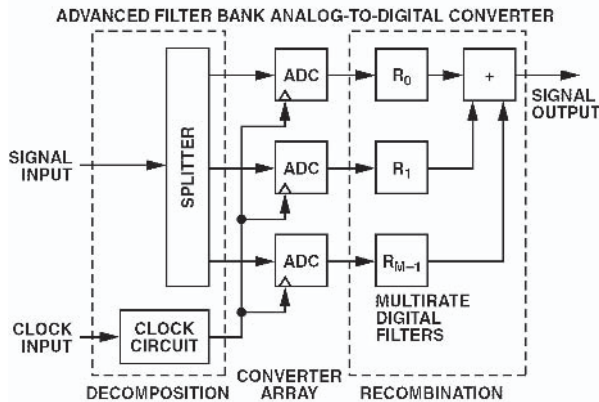 ADVANCED FILTER BANK ANALOG-TO-DIGITAL CONVERTER
ADC
R0
+
SIGNAL
OUTPUT
SIGNAL
INPUT
SPLITTER
ADC
R1
ADC
RM–1
MULTIRATE
DIGITAL
FILTERS
CLOCK
INPUT
CLOCK
CIRCUIT
DECOMPOSITION
CONVERTER
ARRAY
RECOMBINATION